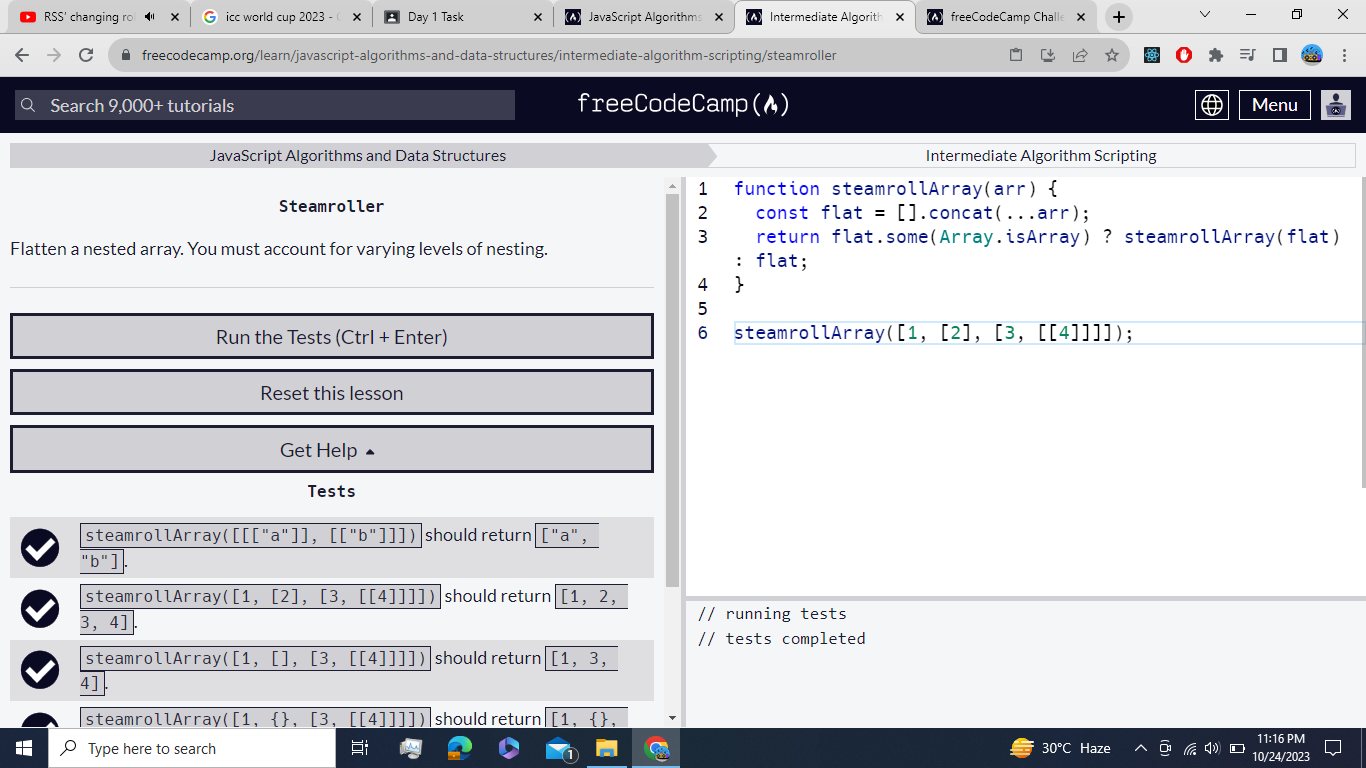 RSS' changing ro
icc world cup 2023 -
Day 1 Task
JavaScript Algorithms
Intermediate Algorith
freeCodeCamp Chall
freecodecamp.org/learn/javascript-algorithms-and-data-structures/intermediate-algorithm-scripting/steamroller
Search 9,000+ tutorials
freeCodeCamp
Menu
JavaScript Algorithms and Data Structures
Intermediate Algorithm Scripting
Steamroller
Flatten a nested array. You must account for varying levels of nesting.
Run the Tests (Ctrl + Enter)
Reset this lesson
Get Help
Tests
steamrollArray([[["a"]], [["b"]]]) should return ["a",
"b"].
steamrollArray([1, [2], [3, [[4]]]]) should return [1, 2,
3, 4].
steamrollArray([1, [], [3, [[4]]]]) should return [1, 3,
4].
steamrollArray([1, {}, [3, [[4]]]]) should return [1, {},
1 function steamrollArray(arr) {
2 const flat = [].concat(...arr);
3 return flat.some(Array.isArray) ? steamrollArray(flat)
: flat;
4 }
5
6 steamrollArray([1, [2], [3, [[4]]]]);
// running tests
// tests completed
Type here to search
1
30°C Haze
11:16 PM
10/24/2023